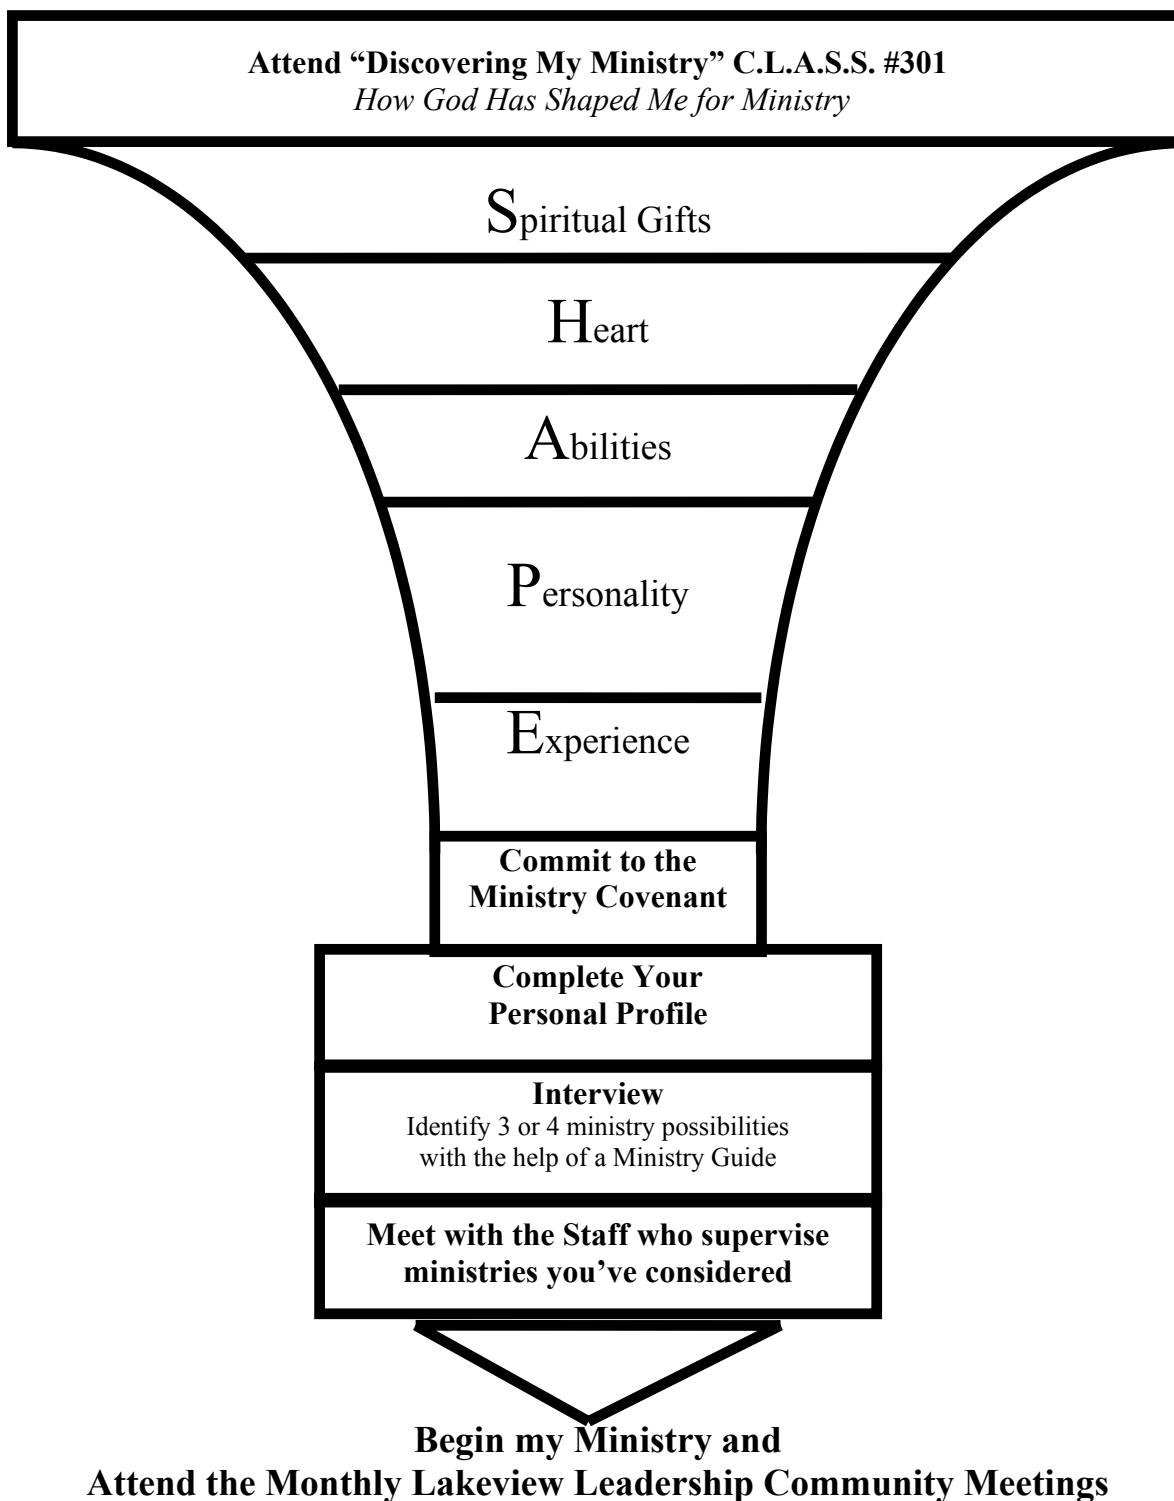 Attend “Discovering My Ministry” C.L.A.S.S. #301
How God Has Shaped Me for Ministry
Spiritual Gifts
Heart
Abilities
Personality
Experience
Commit to the
Ministry Covenant
Complete Your
Personal Profile
Interview
Identify 3 or 4 ministry possibilities
with the help of a Ministry Guide
Meet with the Staff who supervise
ministries you’ve considered
Begin my Ministry and
Attend the Monthly Lakeview Leadership Community Meetings